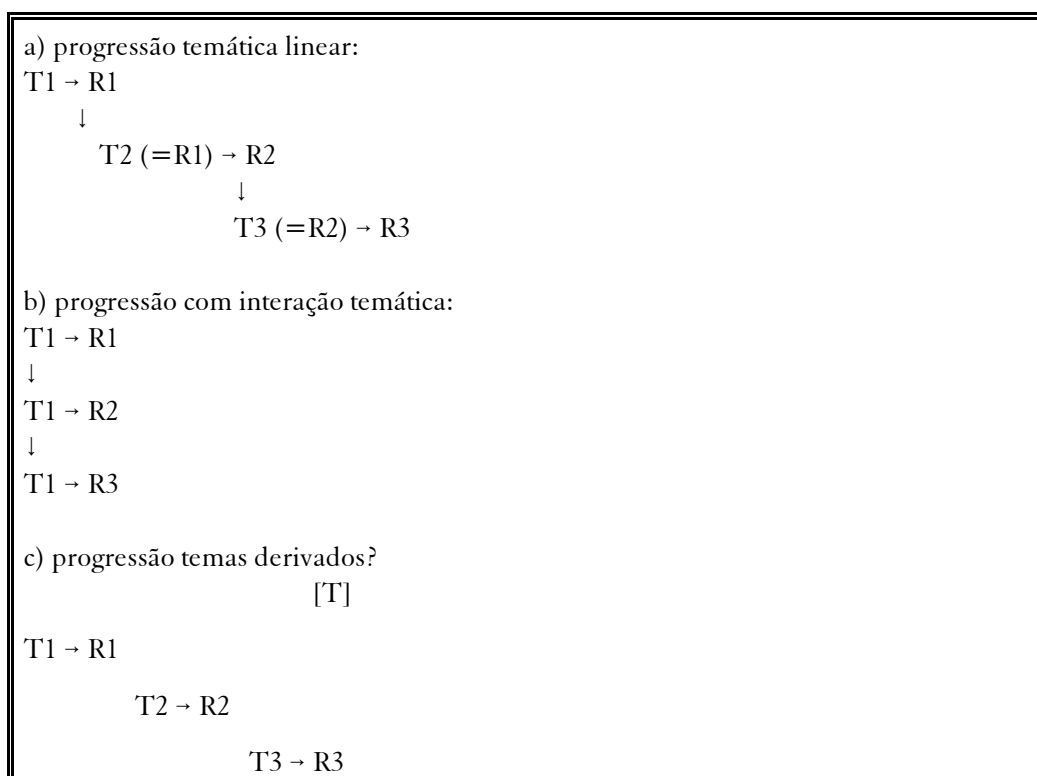 a) progressão temática linear:
T1 → R1
↓
T2 (=R1) → R2
↓
T3 (=R2) → R3
b) progressão com interação temática:
T1 → R1
↓
T1 → R2
↓
T1 → R3
c) progressão temas derivados?
[T]
T1 → R1
T2 → R2
T3 → R3